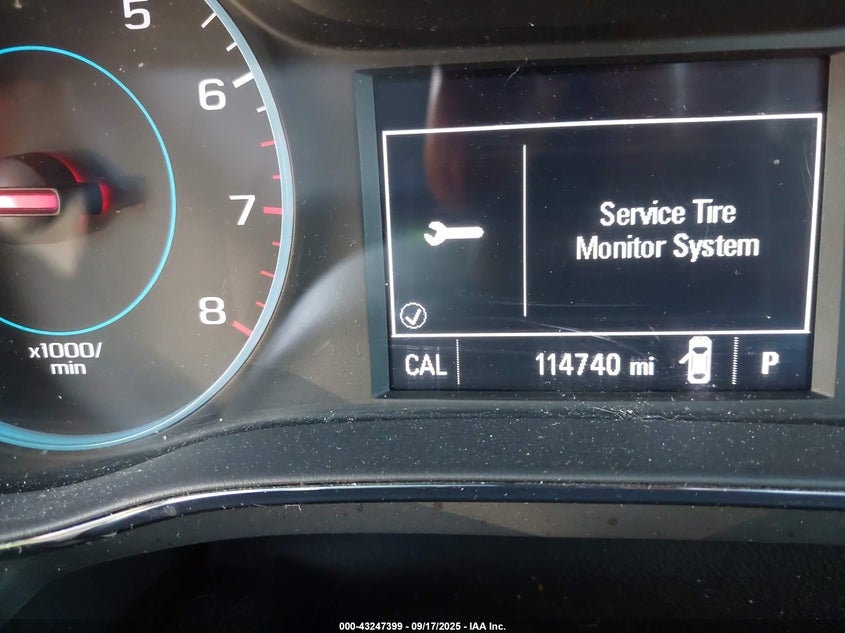 5
6
7
8
x1000/
min
Service Tire
Monitor System
CAL
114740 mi
P
000-43247399 - 09/17/2025 - IAA Inc.